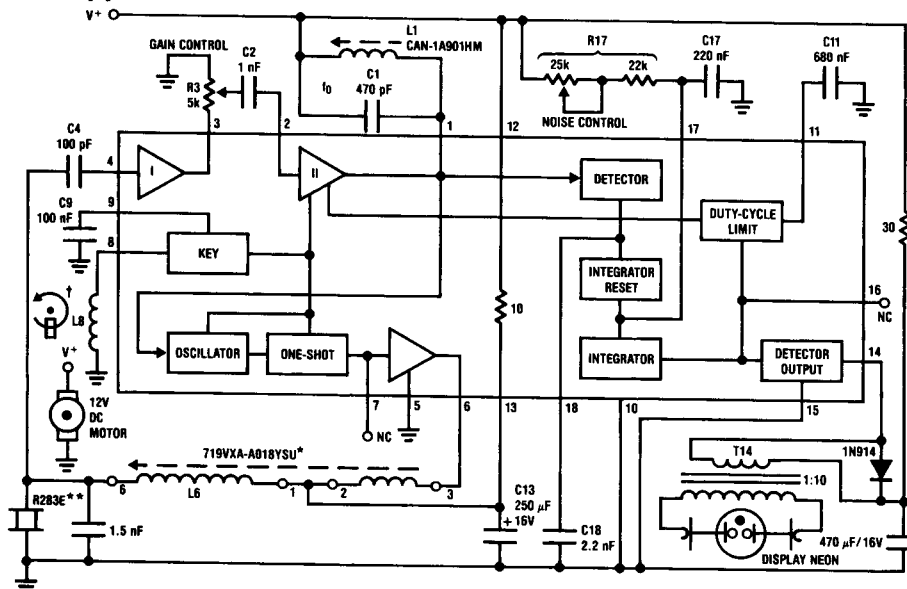 V+
L1
CAN-1A901HM
GAIN CONTROL
C2
1 nF
R3
5k
f₀
C1
470 pF
R17
25k
22k
NOISE CONTROL
C17
220 nF
C11
680 nF
C4
100 pF
3
2
1
12
17
11
4
I
II
DETECTOR
DUTY-CYCLE
LIMIT
30
C9
100 nF
9
8
KEY
INTEGRATOR
RESET
16
NC
†
L8
10
V+
OSCILLATOR
ONE-SHOT
INTEGRATOR
DETECTOR
OUTPUT
14
12V
DC
MOTOR
7
5
6
13
18
10
15
NC
719VXA-A018YSU*
6
L6
1
2
3
T14
1N914
1:10
R283E**
1.5 nF
C13
250 μF
+ 16V
C18
2.2 nF
DISPLAY NEON
470 μF/16V